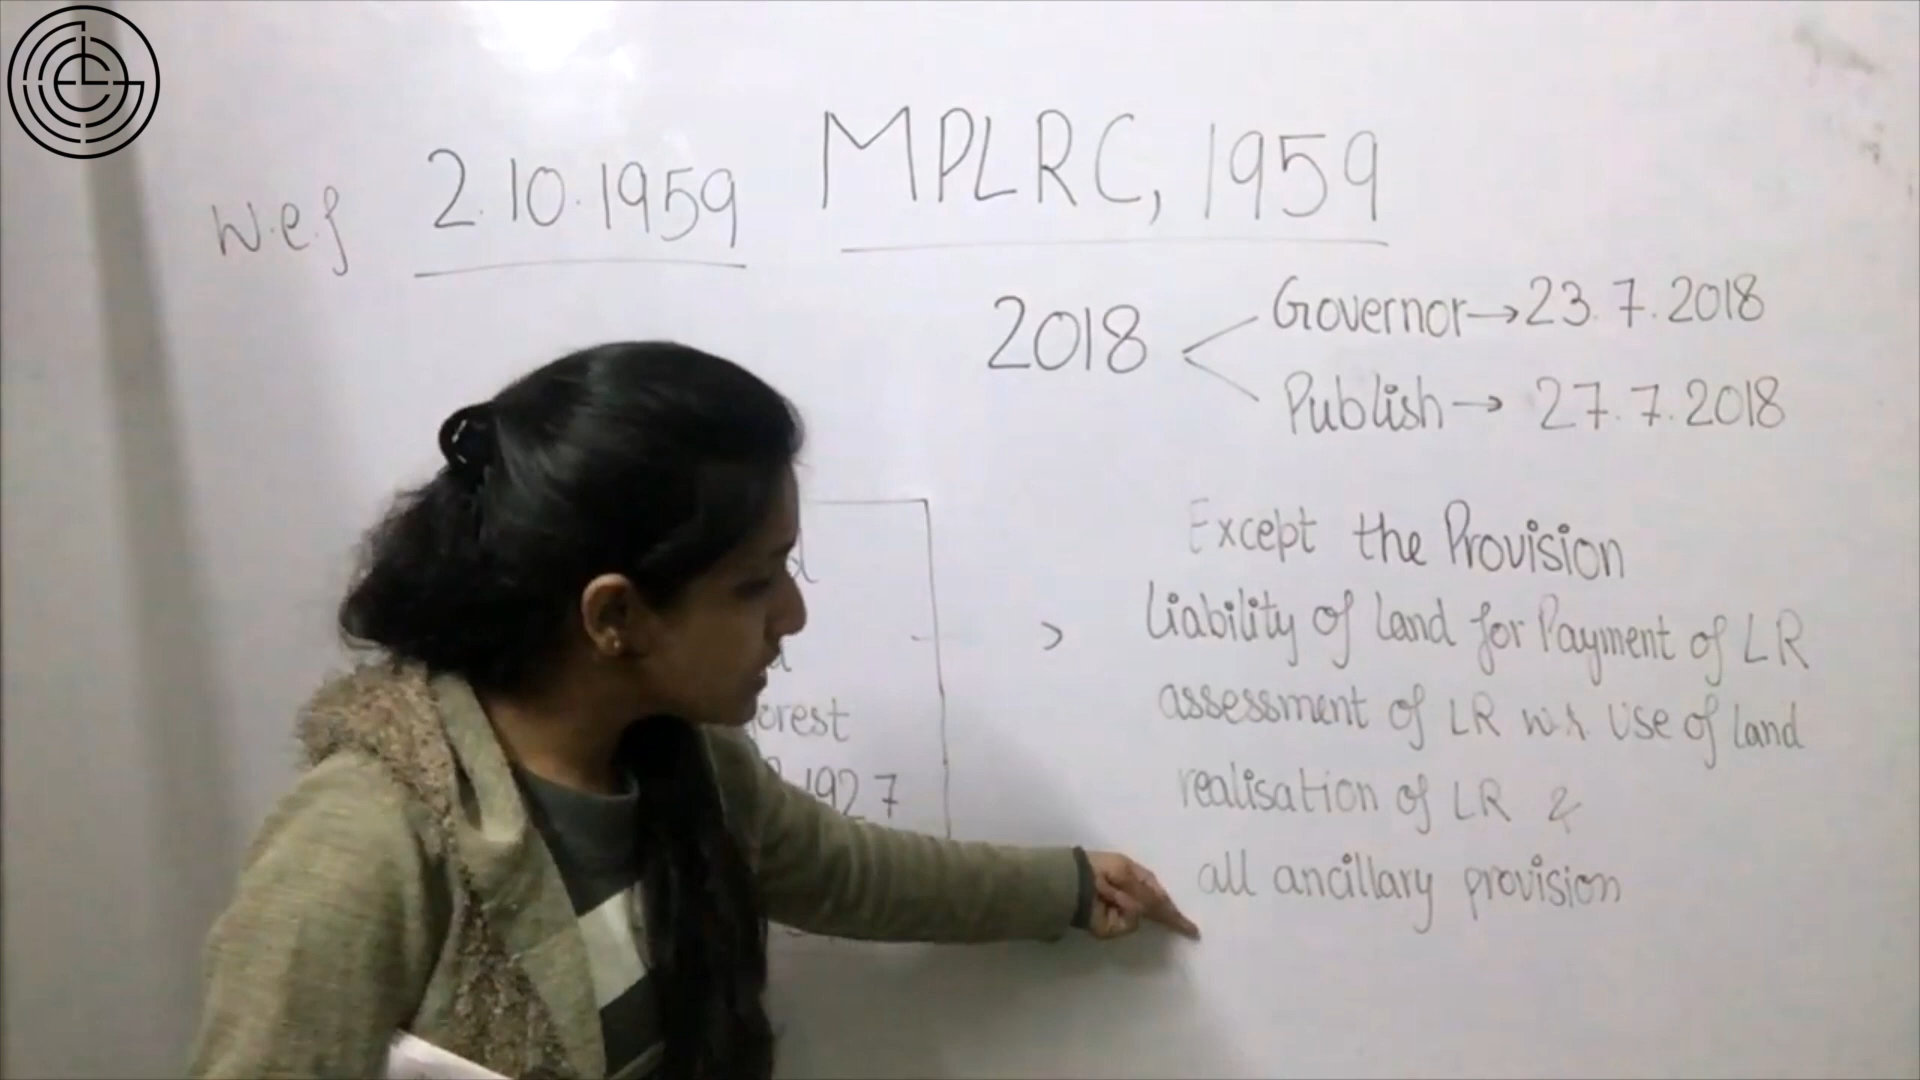 MPLRC, 1959
w.e.f 2.10.1959
2018
Governor→23.7.2018
Publish→ 27.7.2018
Except the Provision
Liability of land for Payment of LR
assessment of LR w.r. Use of land
realisation of LR &
all ancillary provision
1927